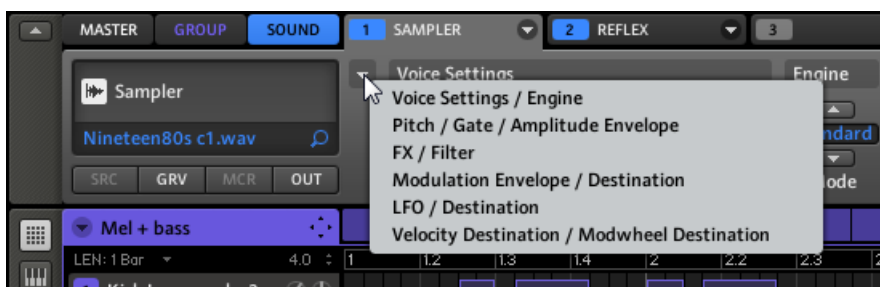 MASTER GROUP SOUND 1 SAMPLER 2 REFLEX 3
Voice Settings Engine
Sampler
Voice Settings / Engine
Pitch / Gate / Amplitude Envelope
Nineteen80s c1.wav ndard
FX / Filter
SRC GRV MCR OUT
Modulation Envelope / Destination
LFO / Destination
Mel + bass
Velocity Destination / Modwheel Destination
LEN: 1 Bar 4.0 1 1.2 1.3 1.4 2 2.2 2.3